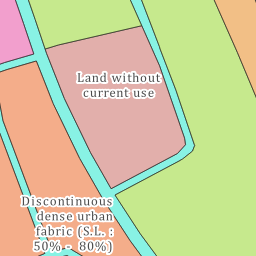 Land without
current use
Discontinuous
dense urban
fabric (S.L. :
50% - 80%)